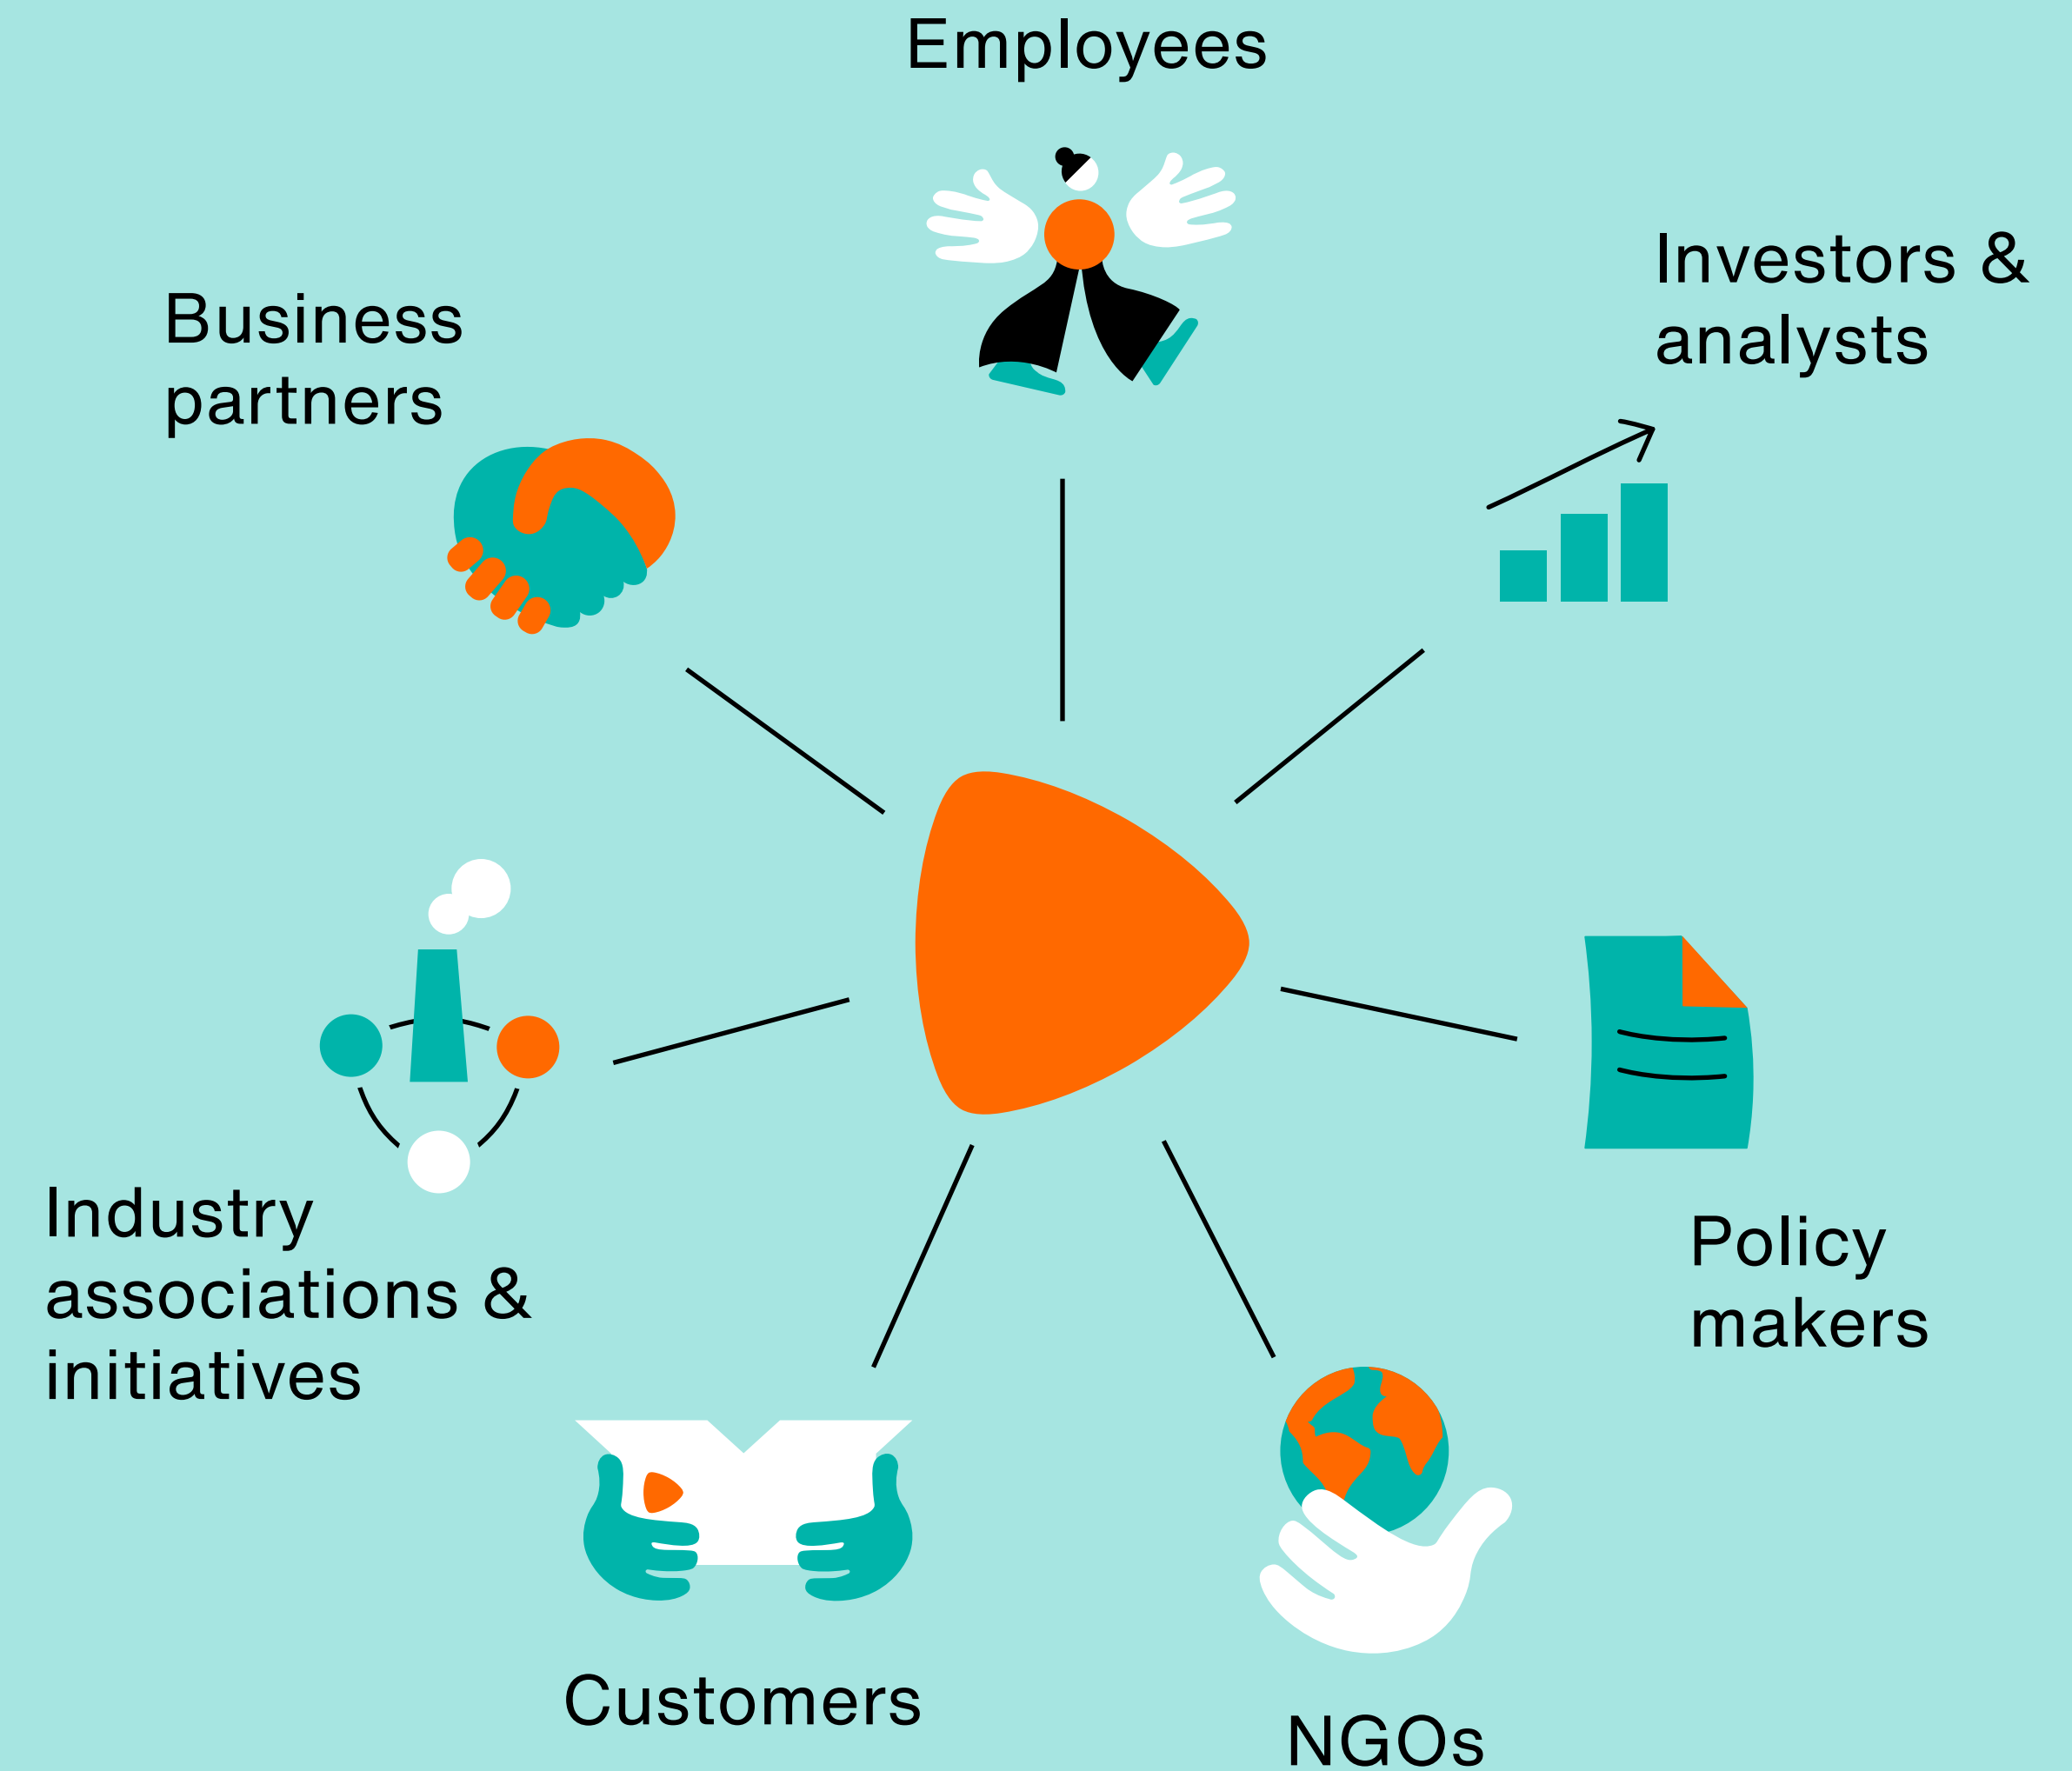 Employees
Investors &
analysts
Business
partners
Industry
associations &
initiatives
Policy
makers
Customers
NGOs